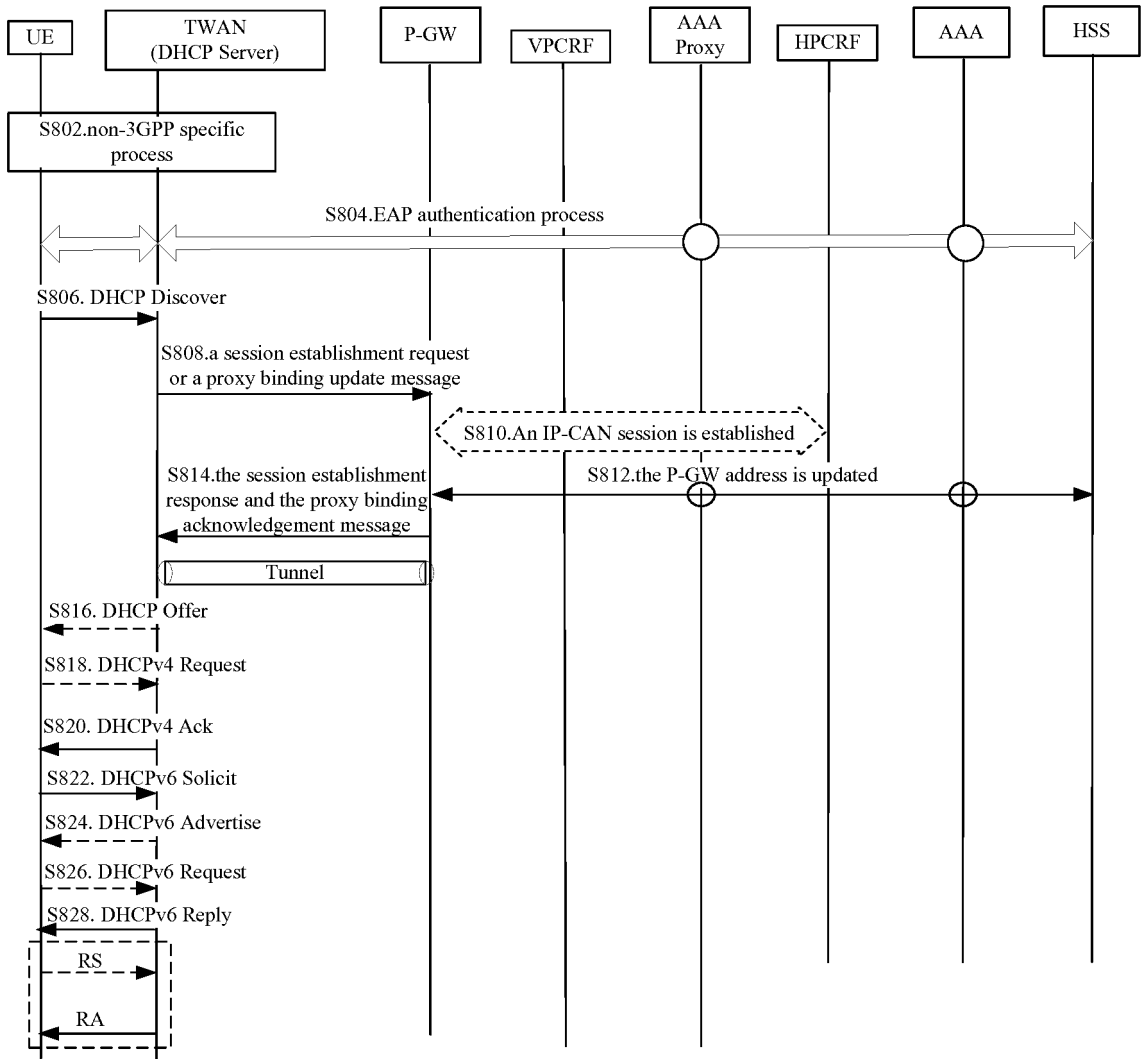 UE
TWAN
(DHCP Server)
P-GW
VPCRF
AAA
Proxy
HPCRF
AAA
HSS
S802.non-3GPP specific
process
S804.EAP authentication process
S806. DHCP Discover
S808.a session establishment request
or a proxy binding update message
S810.An IP-CAN session is established
S812.the P-GW address is updated
S814.the session establishment
response and the proxy binding
acknowledgement message
Tunnel
S816. DHCP Offer
S818. DHCPv4 Request
S820. DHCPv4 Ack
S822. DHCPv6 Solicit
S824. DHCPv6 Advertise
S826. DHCPv6 Request
S828. DHCPv6 Reply
RS
RA